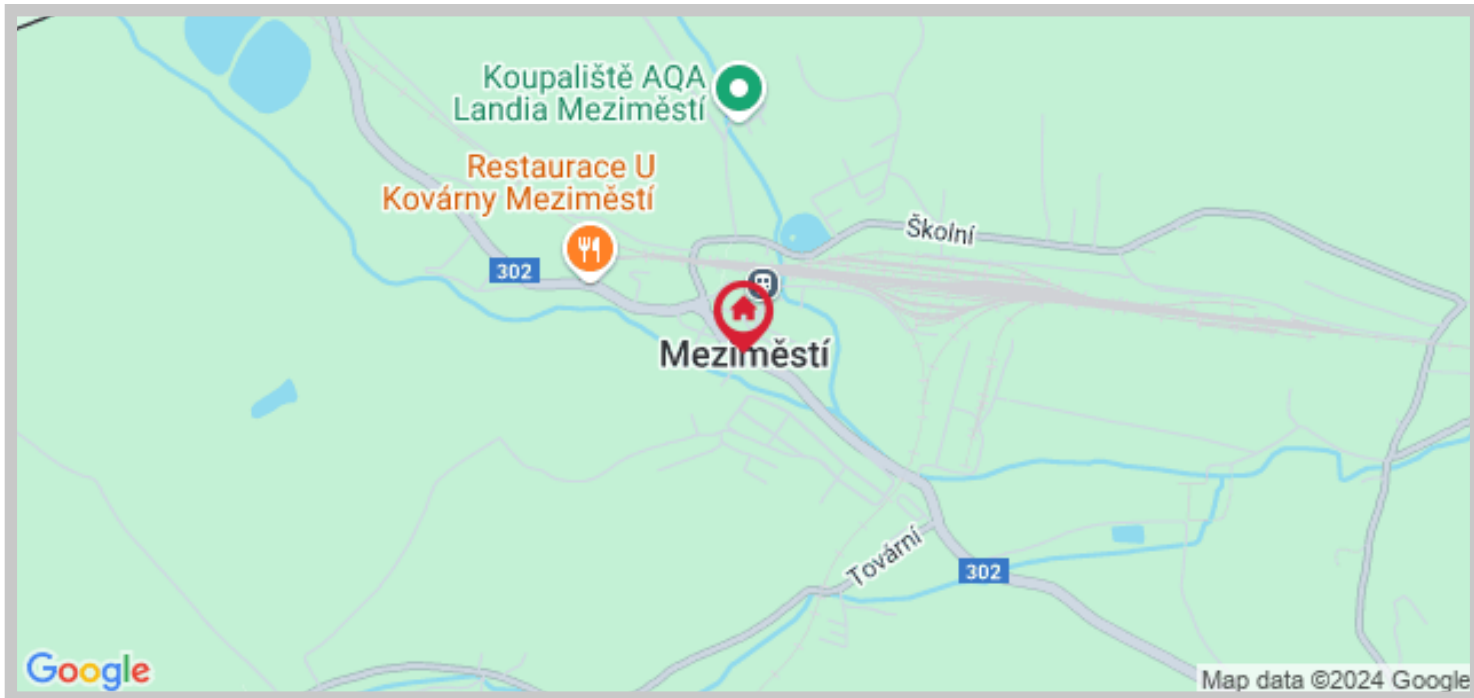 Koupaliště AQA
Landia Meziměstí
Restaurace U
Kovárny Meziměstí
Školní
302
Meziměstí
Tovární
302
Google
Map data ©2024 Google